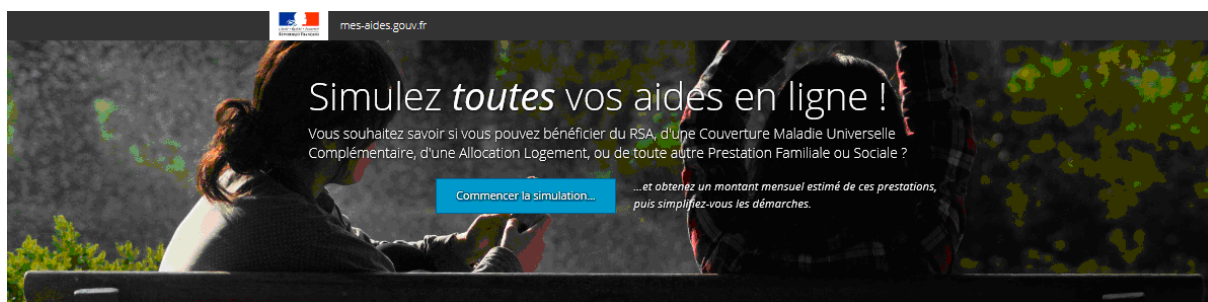 mes-aides.gouv.fr
Simulez toutes vos aides en ligne !
Vous souhaitez savoir si vous pouvez bénéficier du RSA, d'une Couverture Maladie Universelle
Complémentaire, d'une Allocation Logement, ou de toute autre Prestation Familiale ou Sociale ?
Commencer la simulation...
...et obtenez un montant mensuel estimé de ces prestations,
puis simplifiez-vous les démarches.